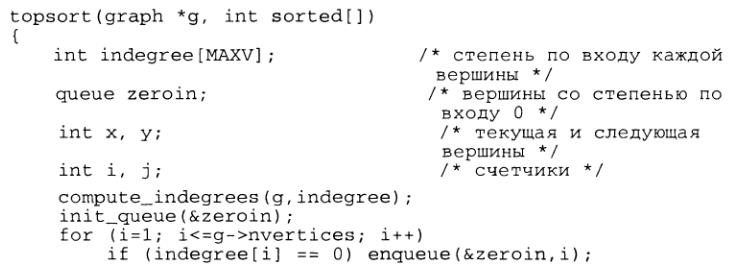 topsort(graph *g, int sorted[])
{
int indegree[MAXV]; /* степень по входу каждой
вершины */
queue zeroin; /* вершины со степенью по
входу 0 */
int x, y; /* текущая и следующая
вершины */
int i, j; /* счетчики */
compute_indegrees(g,indegree);
init_queue(&zeroin);
for (i=1; i<=g->nvertices; i++)
if (indegree[i] == 0) enqueue(&zeroin,i);